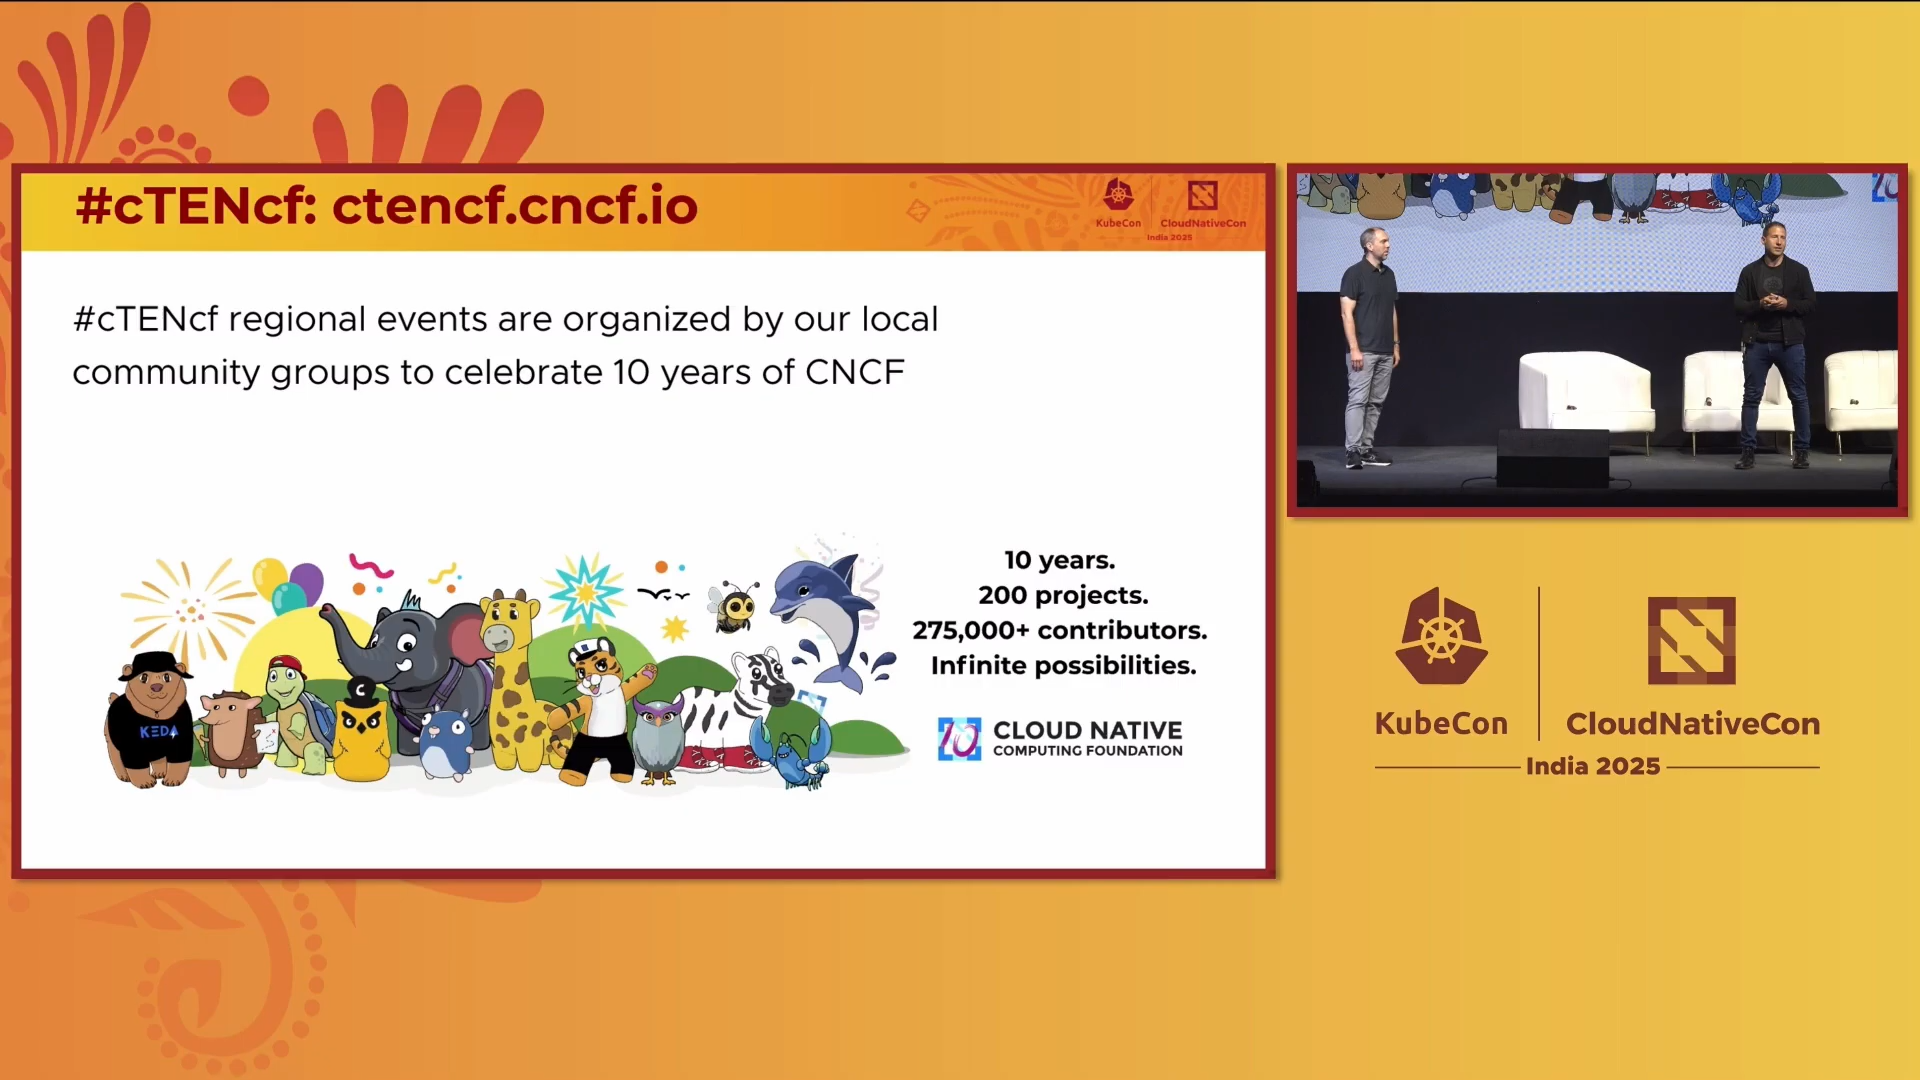 #cTENcf: ctencf.cncf.io
KubeCon
CloudNativeCon
India 2025
#cTENcf regional events are organized by our local
community groups to celebrate 10 years of CNCF
10 years.
200 projects.
275,000+ contributors.
Infinite possibilities.
KEDA
C
10
CLOUD NATIVE
COMPUTING FOUNDATION
KubeCon
CloudNativeCon
India 2025